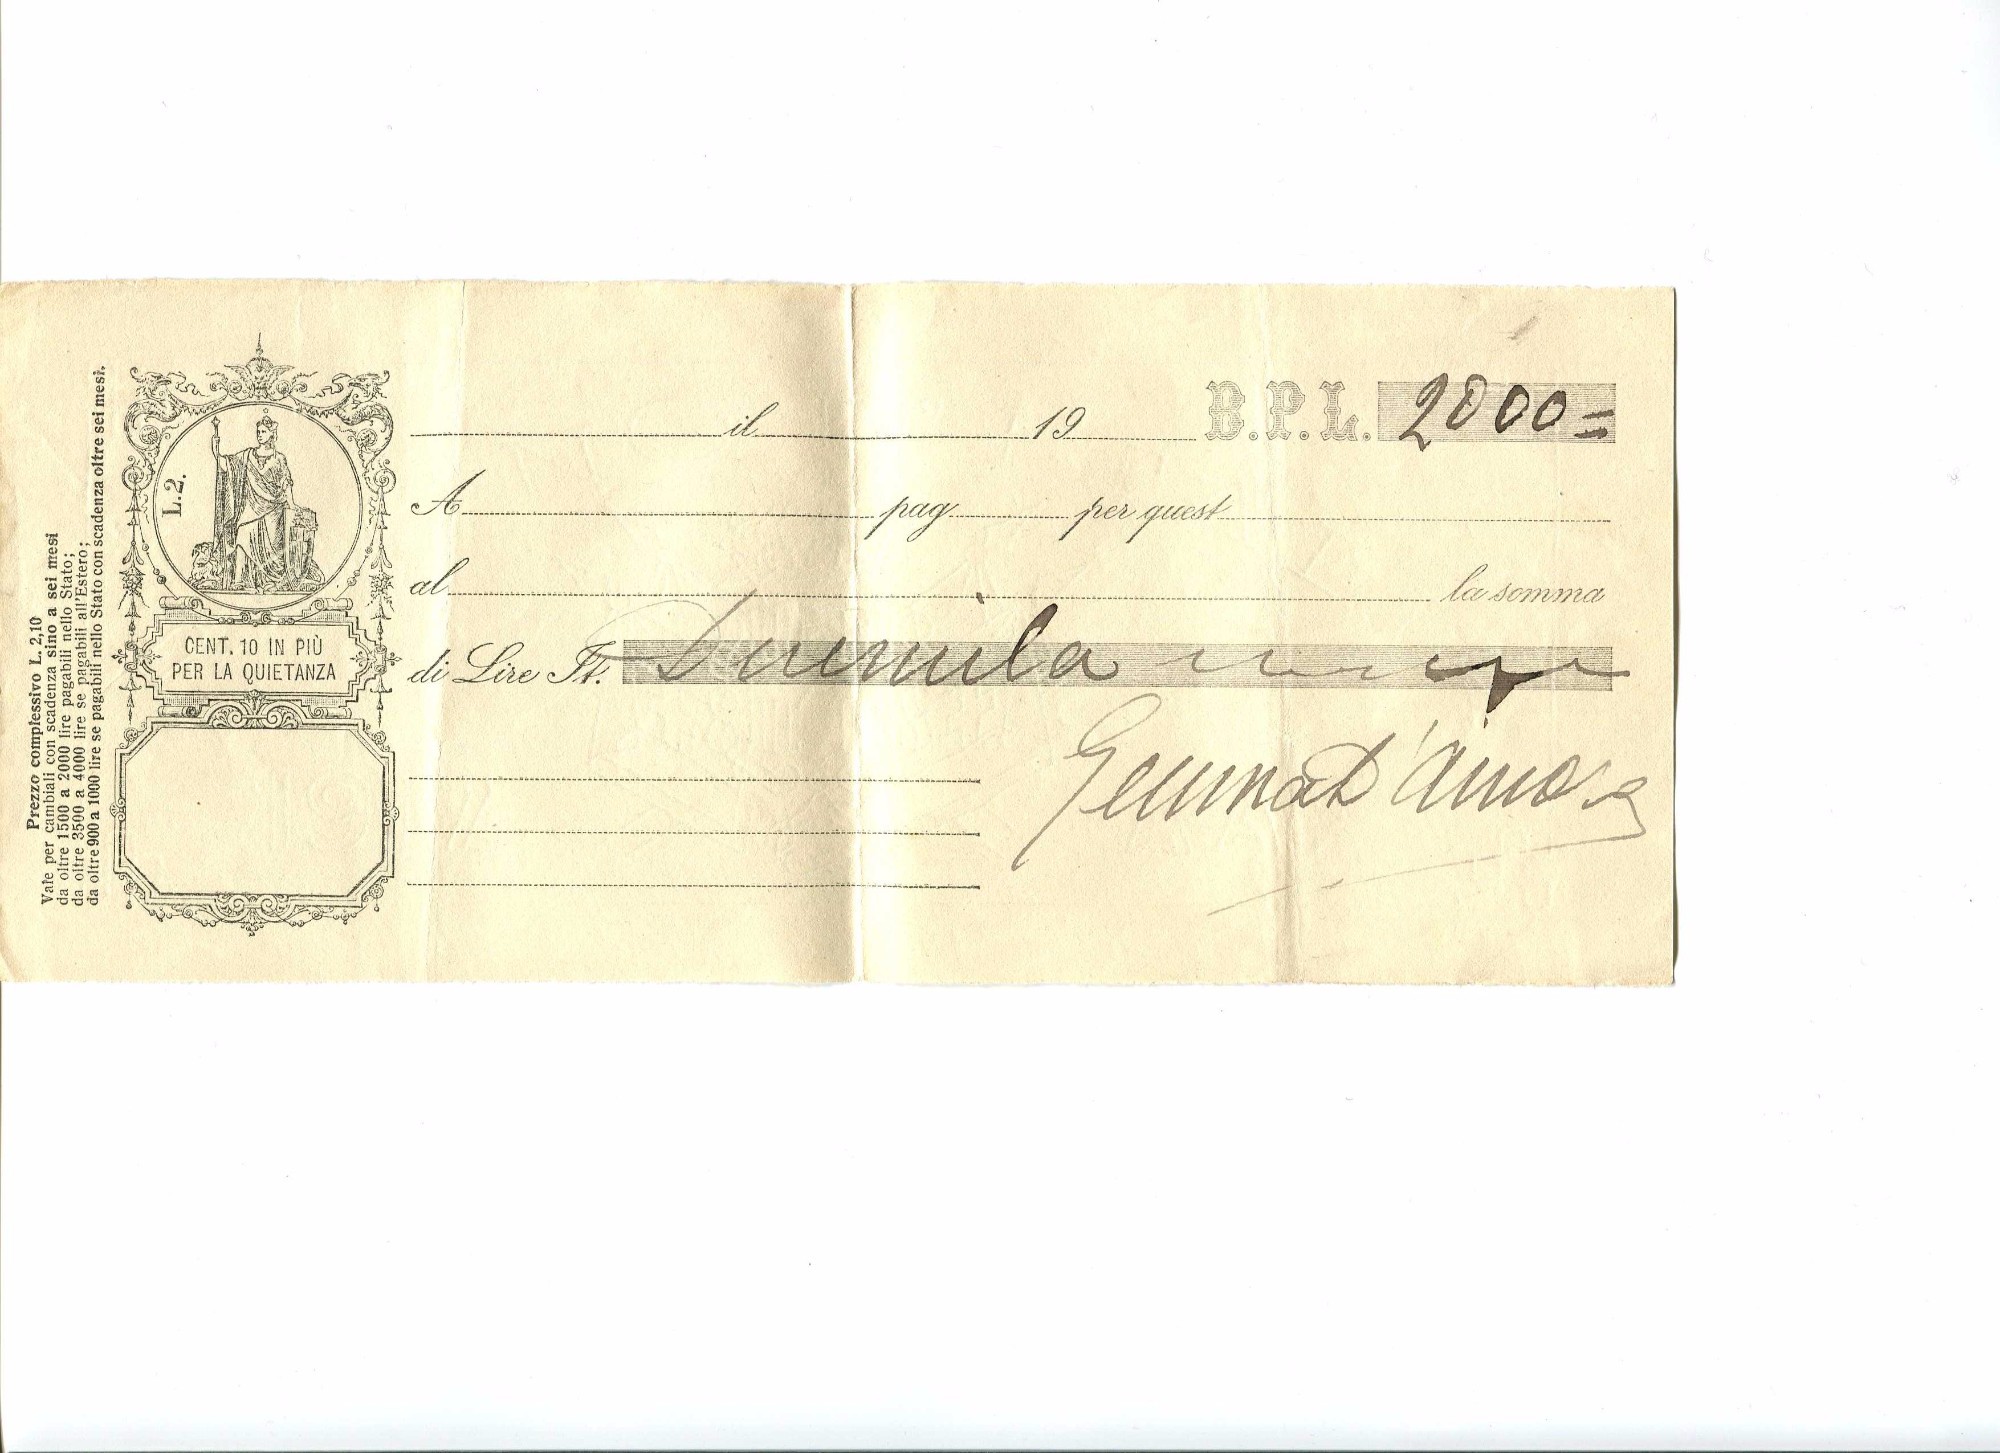 Prezzo complessivo L. 2,10
Vale per cambiali con scadenza sino a sei mesi
da oltre 1500 a 2000 lire pagabili nello Stato;
da oltre 3500 a 4000 lire se pagabili all'Estero;
da oltre 900 a 1000 lire se pagabili nello Stato con scadenza oltre sei mesi.
L.2.
CENT. 10 IN PIÙ
PER LA QUIETANZA
il 19 B.P.L. 2000=
A pag per quest
al la somma
di Lire It. Duemila
Gemma D'Amora